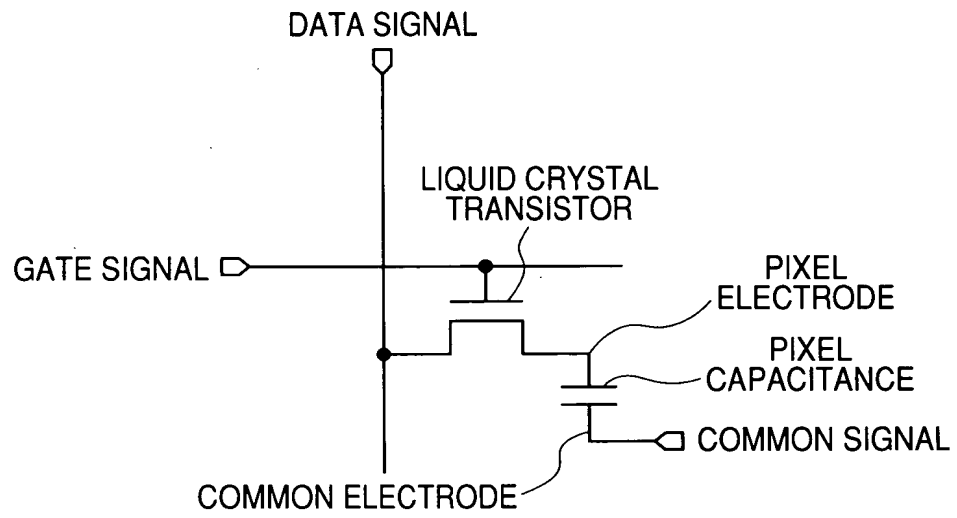 DATA SIGNAL
LIQUID CRYSTAL
TRANSISTOR
GATE SIGNAL
PIXEL
ELECTRODE
PIXEL
CAPACITANCE
COMMON SIGNAL
COMMON ELECTRODE